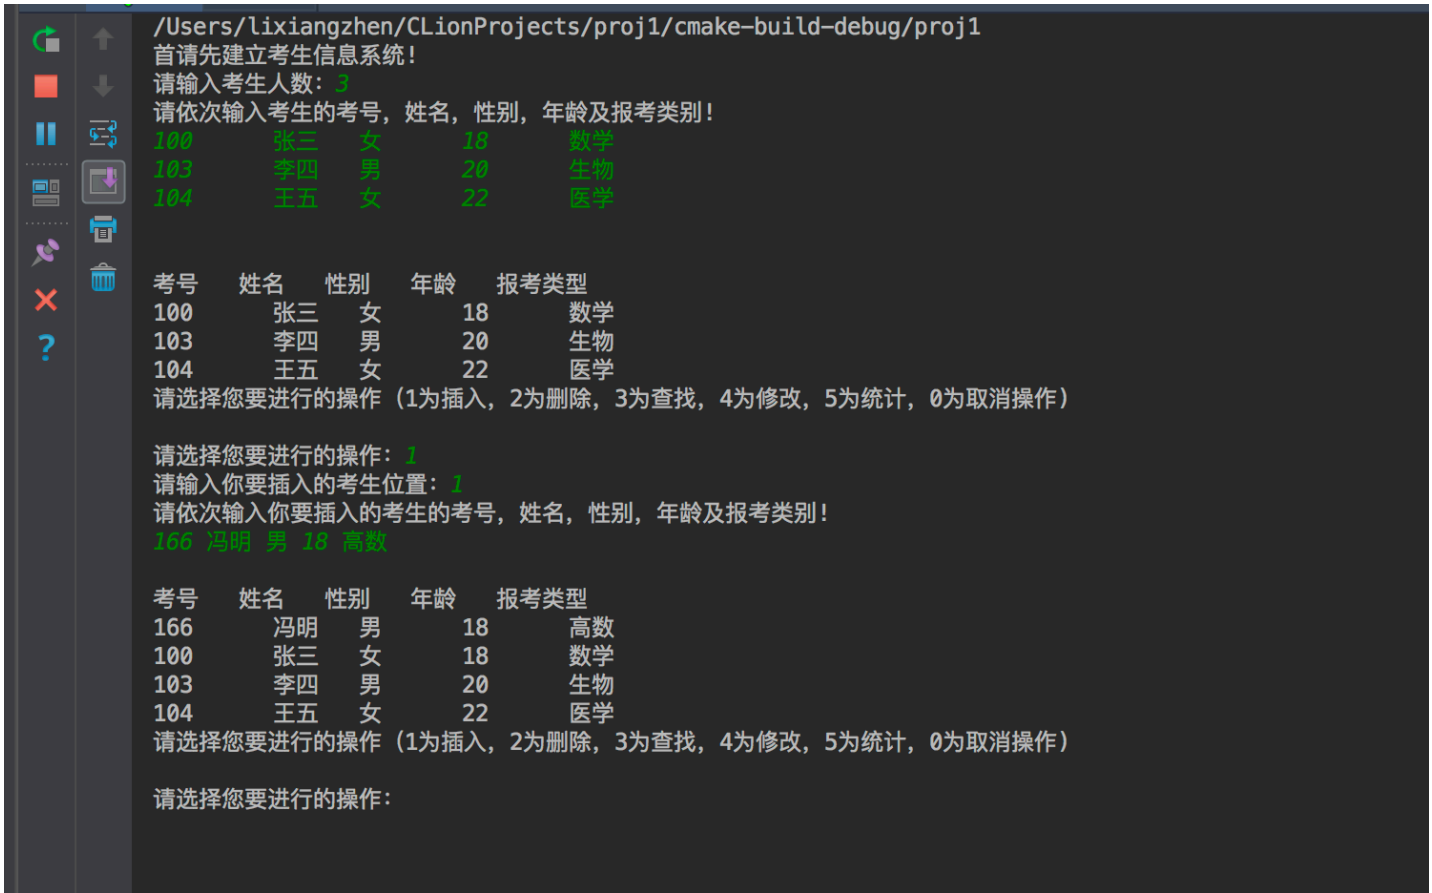 /Users/lixiangzhen/CLionProjects/proj1/cmake-build-debug/proj1
首请先建立考生信息系统!
请输入考生人数: 3
请依次输入考生的考号, 姓名, 性别, 年龄及报考类别!
100 张三 女 18 数学
103 李四 男 20 生物
104 王五 女 22 医学
考号 姓名 性别 年龄 报考类型
100 张三 女 18 数学
103 李四 男 20 生物
104 王五 女 22 医学
请选择您要进行的操作 (1为插入, 2为删除, 3为查找, 4为修改, 5为统计, 0为取消操作)
请选择您要进行的操作: 1
请输入你要插入的考生位置: 1
请依次输入你要插入的考生的考号, 姓名, 性别, 年龄及报考类别!
166 冯明 男 18 高数
考号 姓名 性别 年龄 报考类型
166 冯明 男 18 高数
100 张三 女 18 数学
103 李四 男 20 生物
104 王五 女 22 医学
请选择您要进行的操作 (1为插入, 2为删除, 3为查找, 4为修改, 5为统计, 0为取消操作)
请选择您要进行的操作: